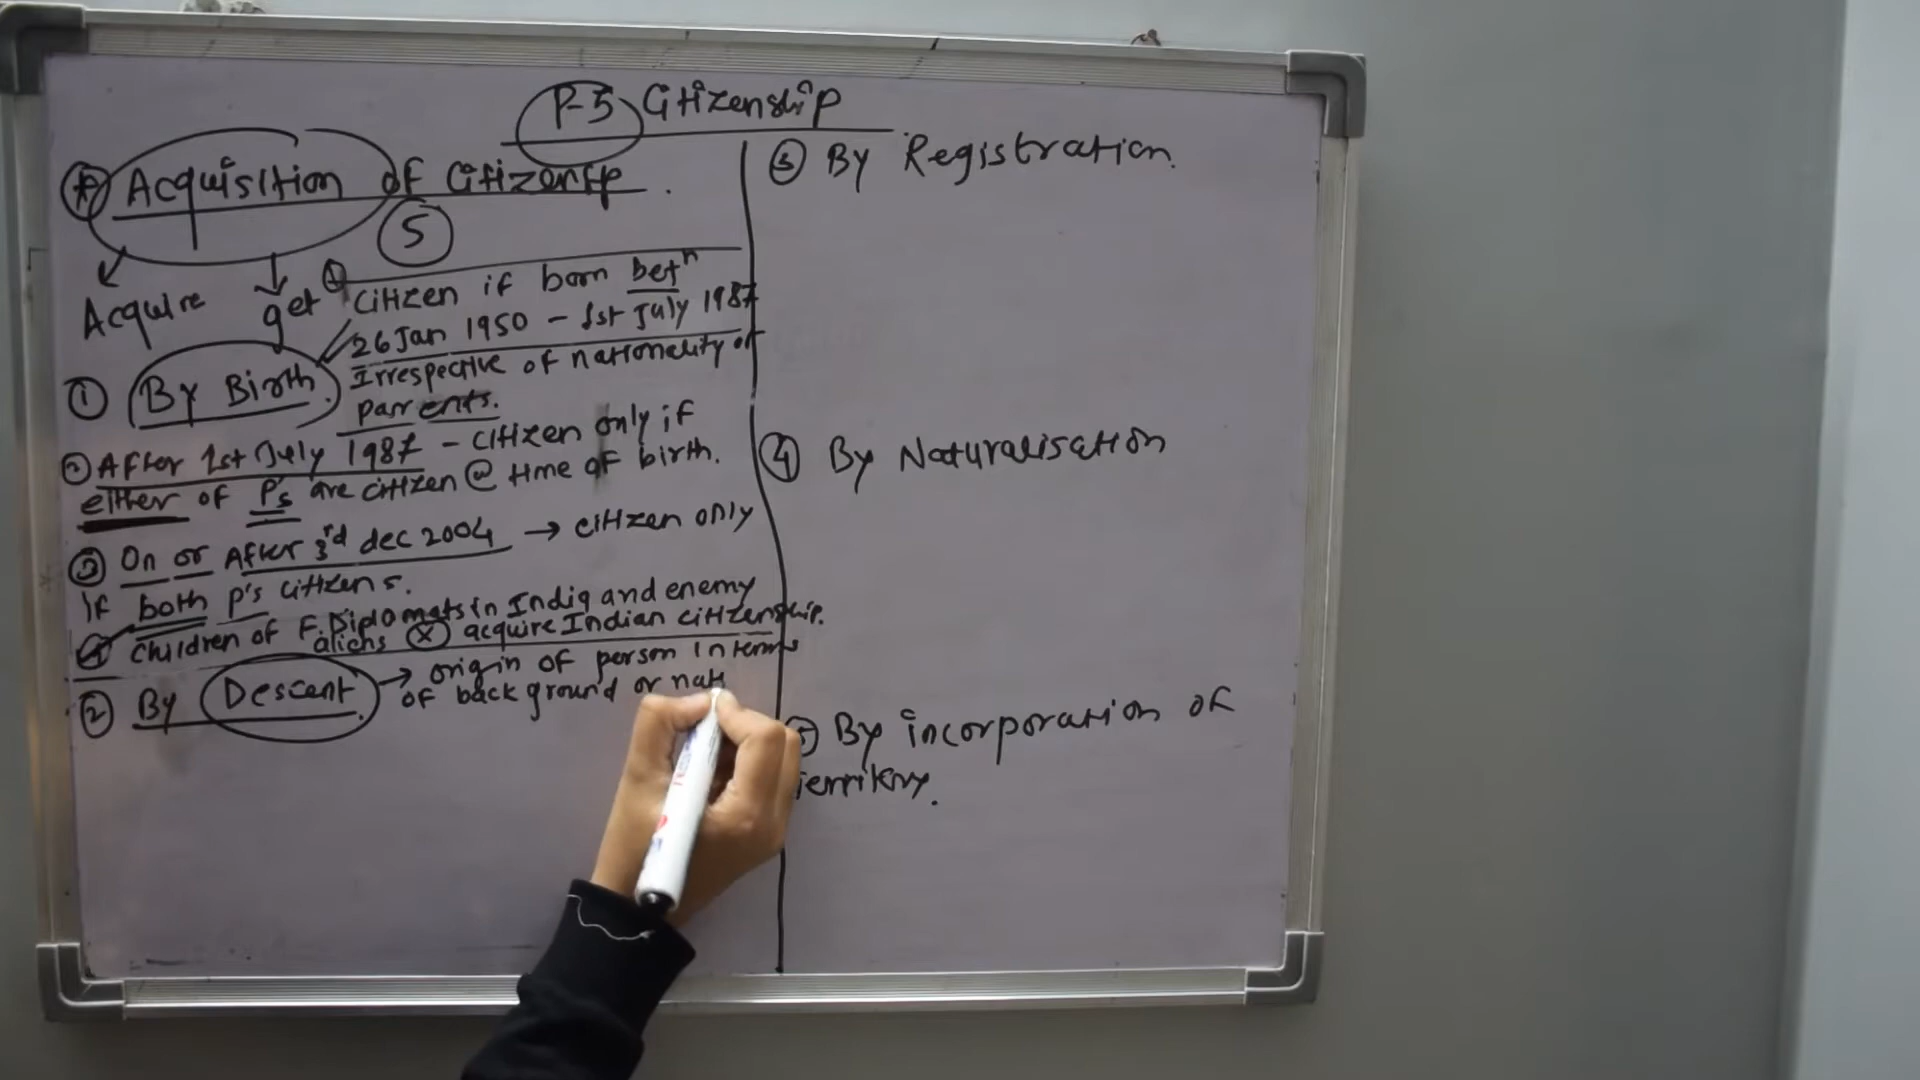 P-5 Citizenship
Acquisition of citizenship.
5
Acquire get
① Citizen if born betⁿ
26 Jan 1950 - 1st July 1987
Irrespective of nationality of
parents.
① By Birth.
② After 1st July 1987 - citizen only if
either of P's are citizen @ time of birth.
③ On or After 3rd dec 2004 → citizen only
If both p's citizens.
④ children of F. Diplomats in India and enemy
aliens ⓧ acquire Indian citizenship.
② By Descent → origin of person in terms
of back ground or nati
③ By Registration.
④ By Naturalisation
By incorporation of
Territory.